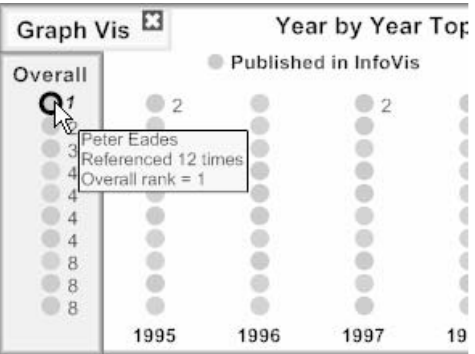 Graph Vis
Year by Year Top
Published in InfoVis
Overall
1
2
3
4
4
4
4
8
8
8
2
2
Peter Eades
Referenced 12 times
Overall rank = 1
1995
1996
1997
19